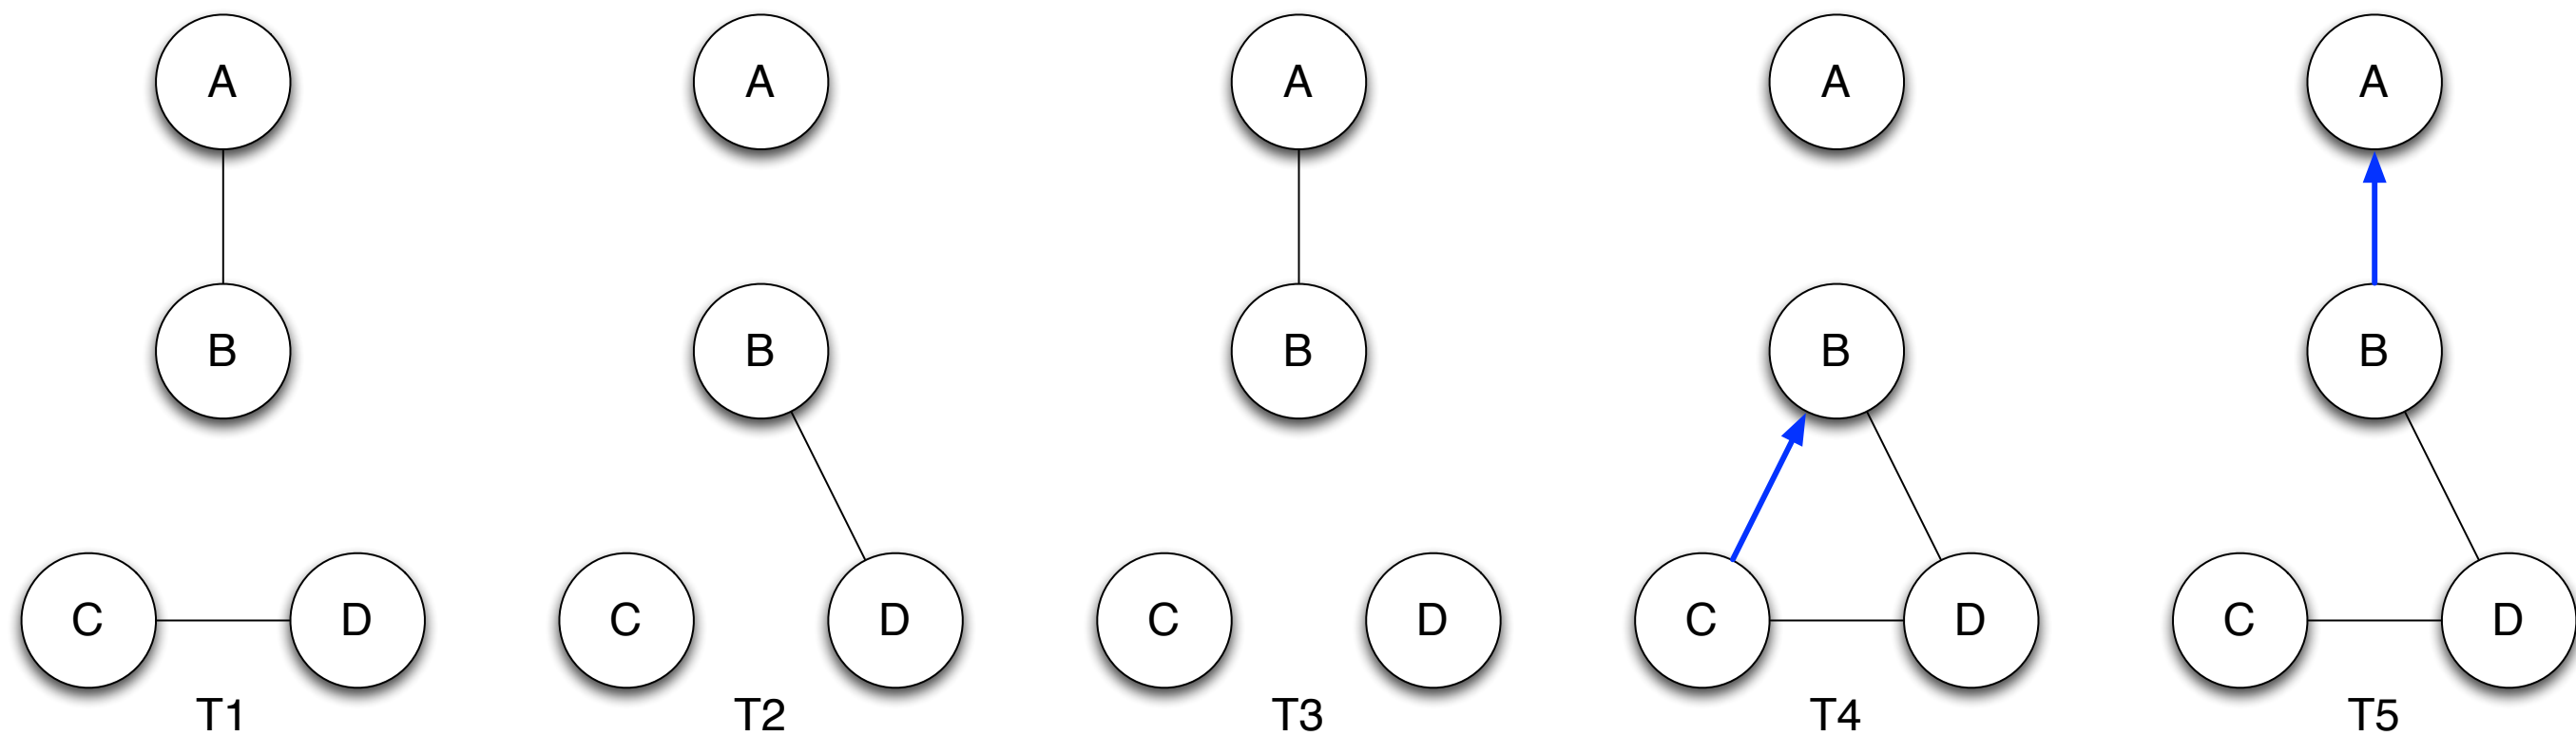 A A A A A
B B B B B
C D C D C D C D C D
T1 T2 T3 T4 T5